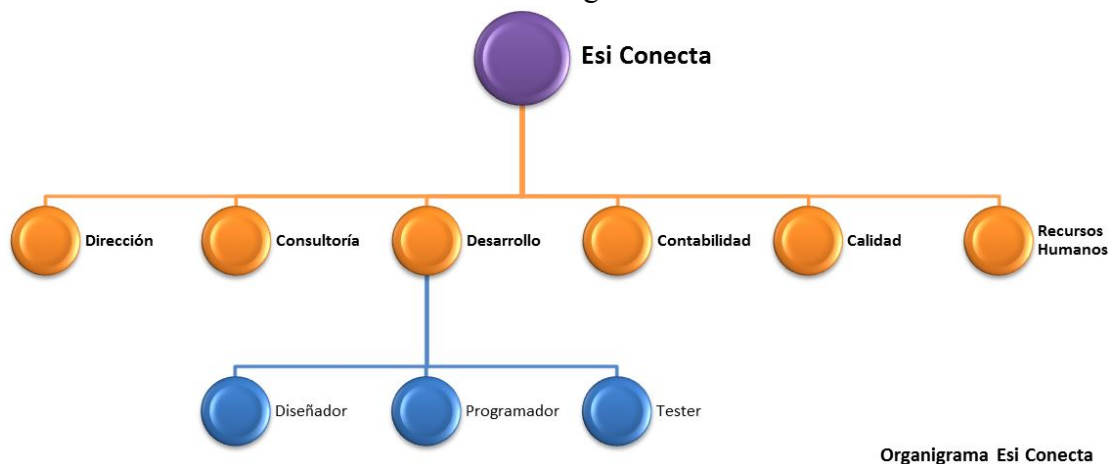 Esi Conecta
Dirección
Consultoría
Desarrollo
Contabilidad
Calidad
Recursos
Humanos
Diseñador
Programador
Tester
Organigrama Esi Conecta